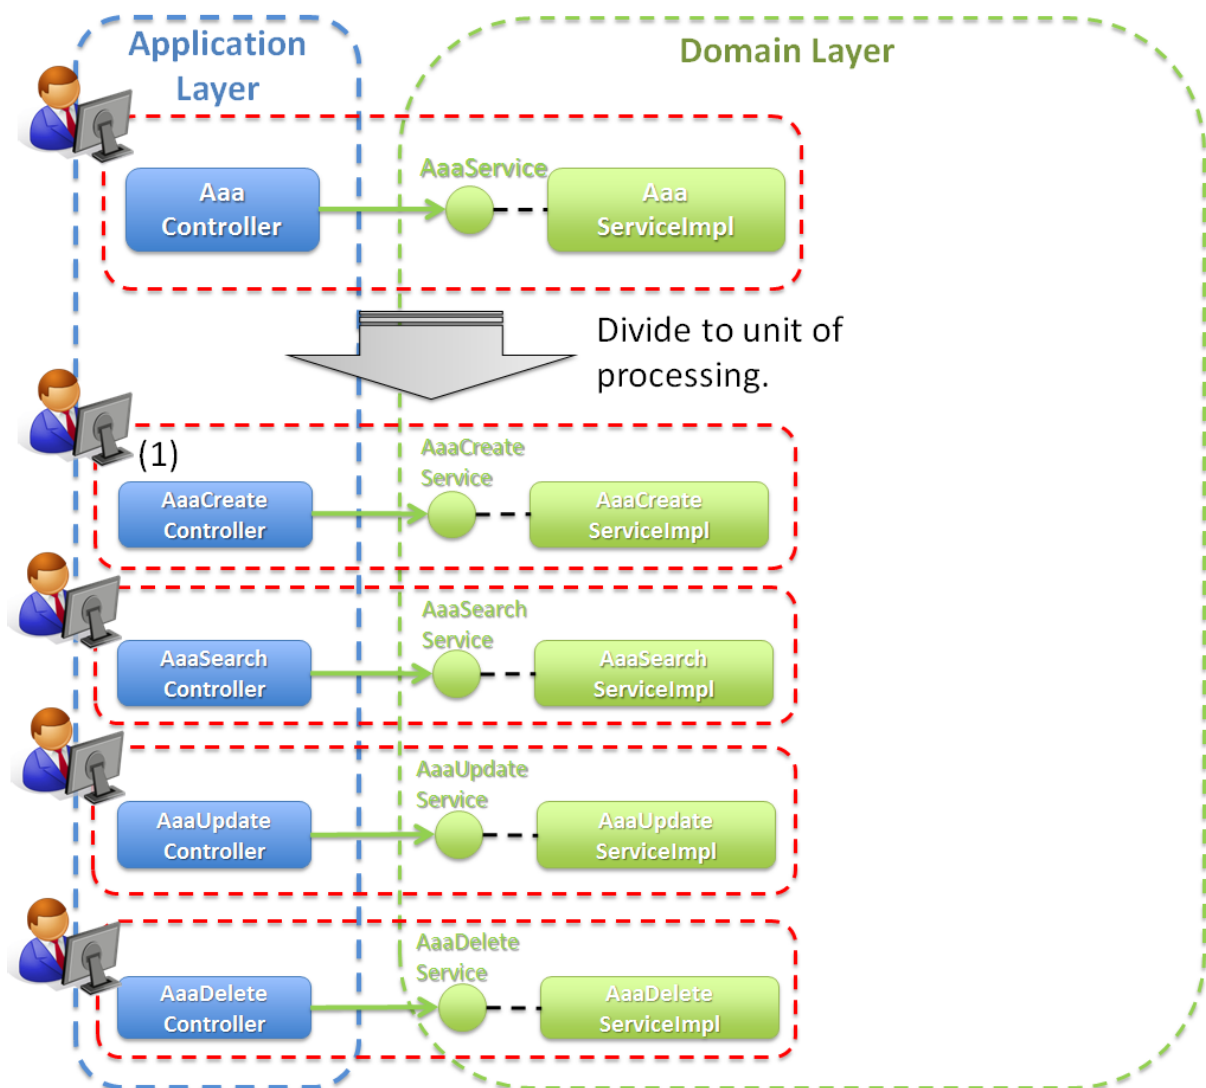 Application
Layer
Domain Layer
AaaService
Aaa
Controller
Aaa
ServiceImpl
Divide to unit of
processing.
(1)
AaaCreate
Service
AaaCreate
Controller
AaaCreate
ServiceImpl
AaaSearch
Service
AaaSearch
Controller
AaaSearch
ServiceImpl
AaaUpdate
Service
AaaUpdate
Controller
AaaUpdate
ServiceImpl
AaaDelete
Service
AaaDelete
Controller
AaaDelete
ServiceImpl